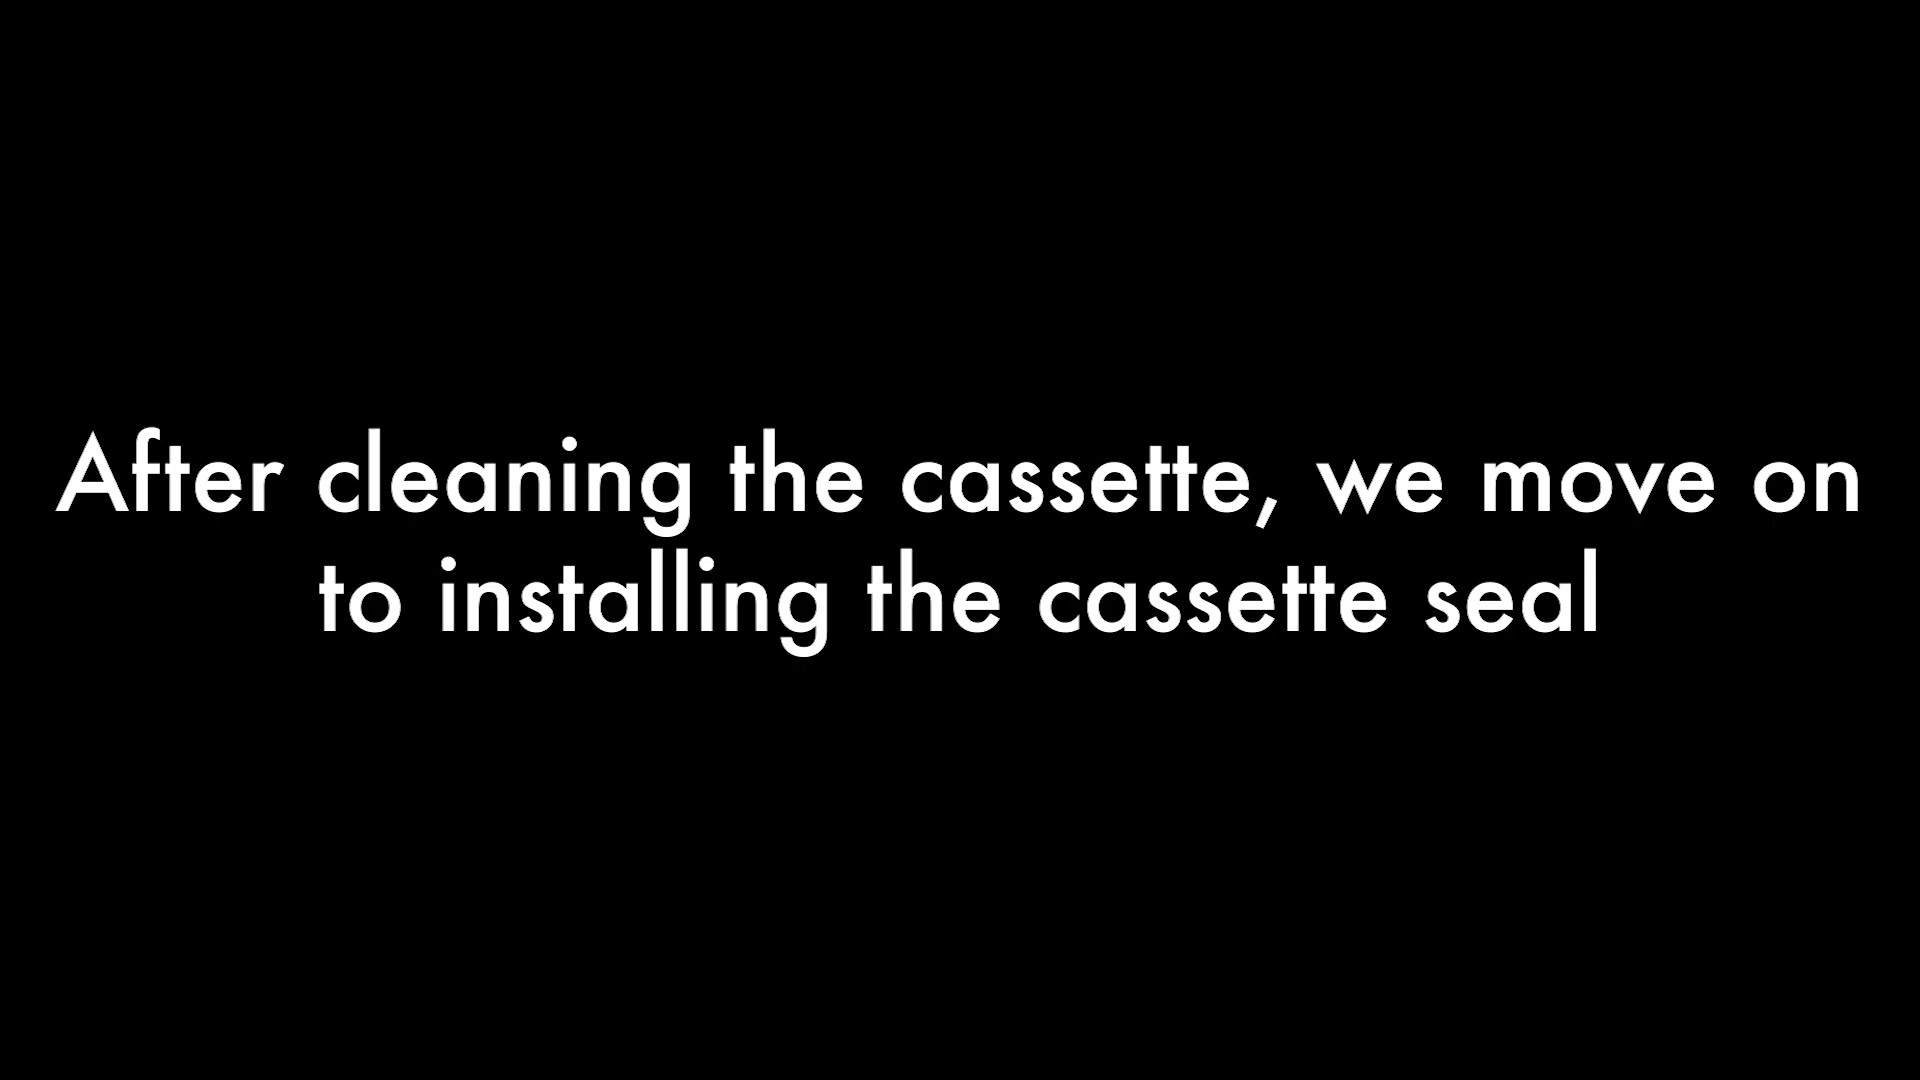 After cleaning the cassette, we move on
to installing the cassette seal